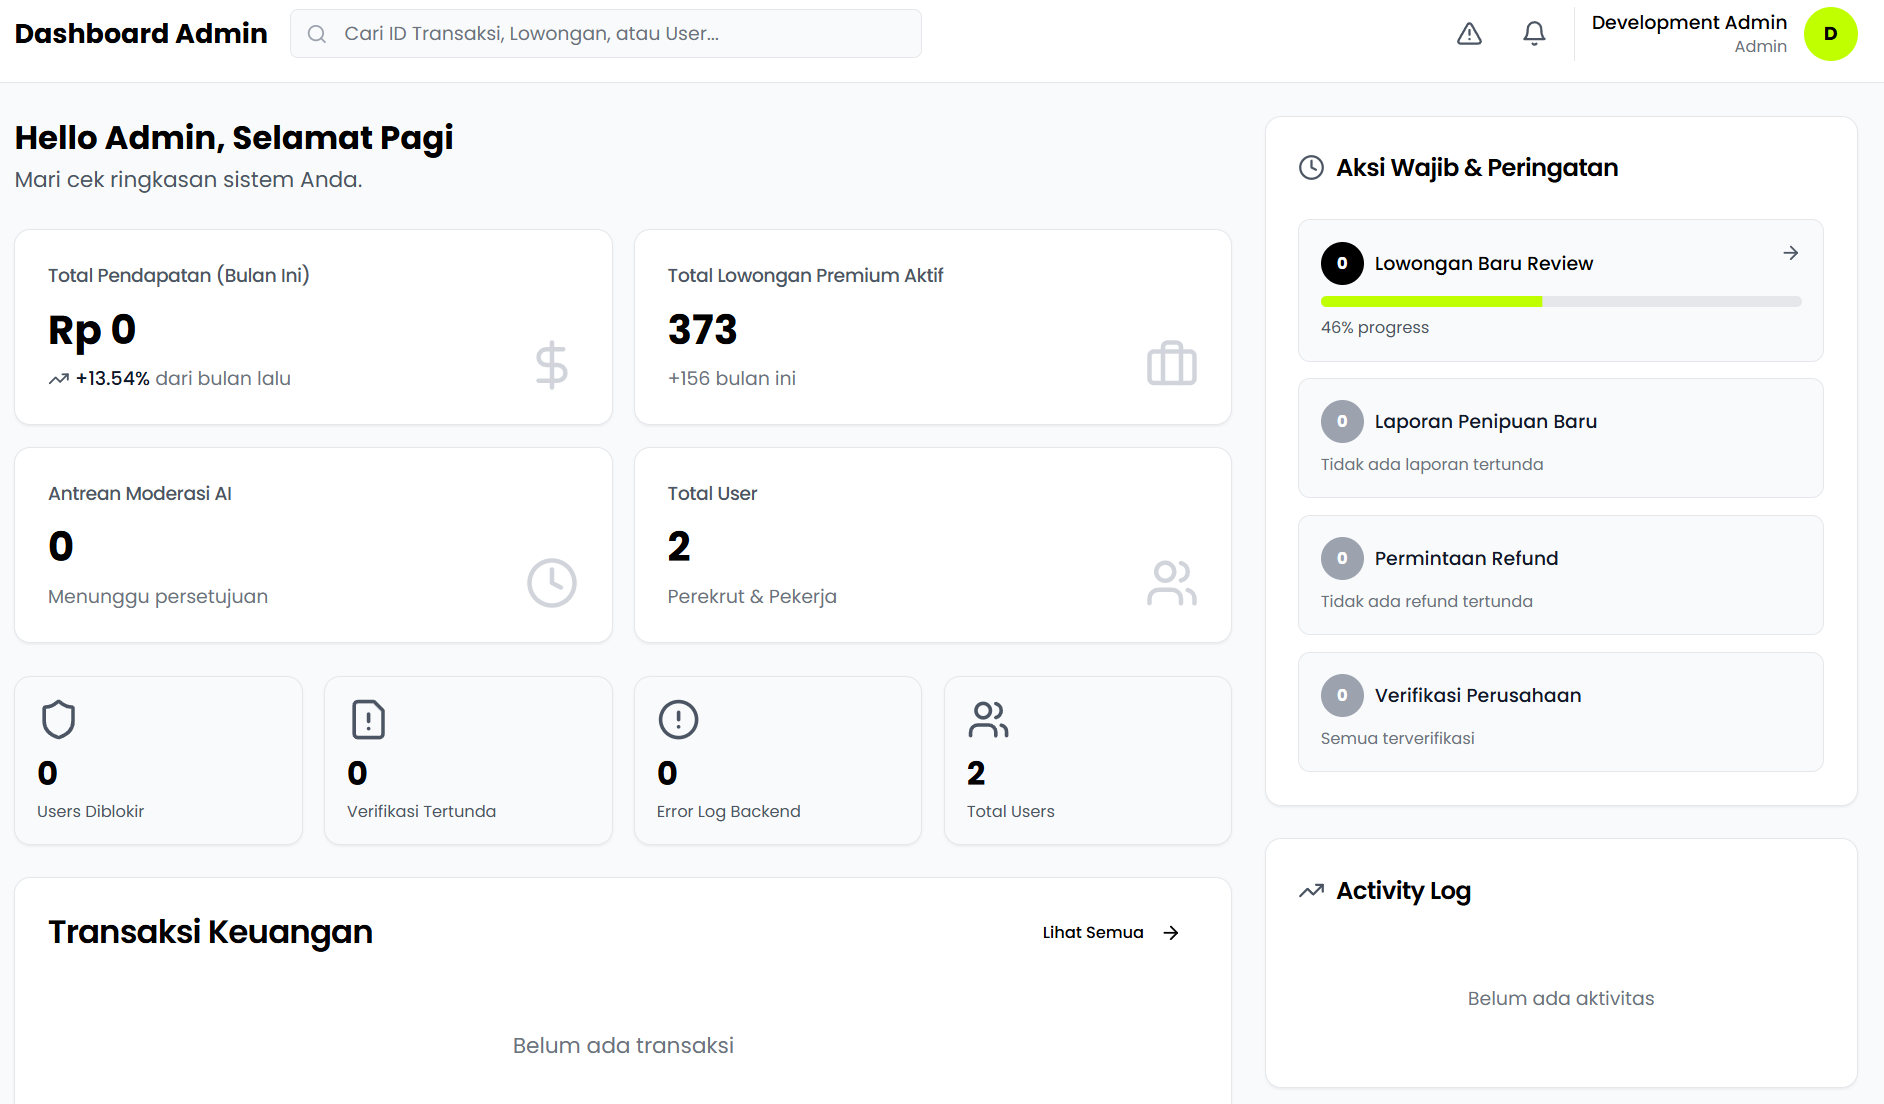 Dashboard Admin
Cari ID Transaksi, Lowongan, atau User...
Development Admin
Admin
D
Hello Admin, Selamat Pagi
Mari cek ringkasan sistem Anda.
Total Pendapatan (Bulan Ini)
Rp 0
+13.54% dari bulan lalu
Total Lowongan Premium Aktif
373
+156 bulan ini
Antrean Moderasi AI
0
Menunggu persetujuan
Total User
2
Perekrut & Pekerja
0
Users Diblokir
0
Verifikasi Tertunda
0
Error Log Backend
2
Total Users
Transaksi Keuangan
Lihat Semua
Belum ada transaksi
Aksi Wajib & Peringatan
0 Lowongan Baru Review
46% progress
0 Laporan Penipuan Baru
Tidak ada laporan tertunda
0 Permintaan Refund
Tidak ada refund tertunda
0 Verifikasi Perusahaan
Semua terverifikasi
Activity Log
Belum ada aktivitas